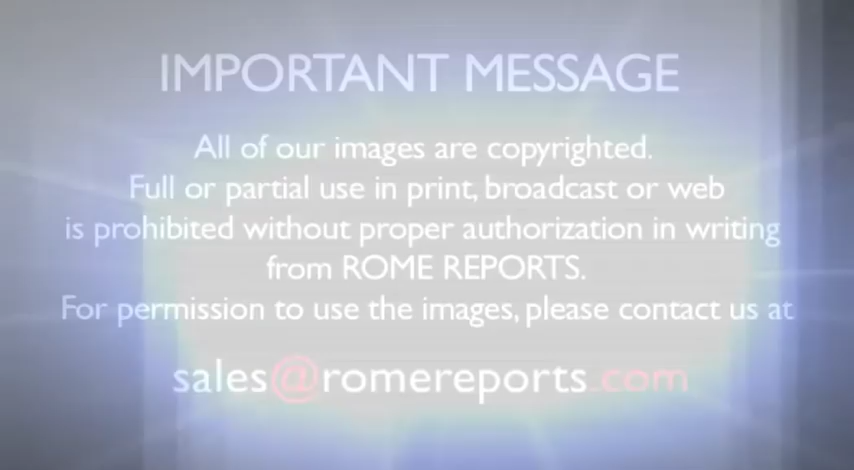 IMPORTANT MESSAGE
All of our images are copyrighted.
Full or partial use in print, broadcast or web
is prohibited without proper authorization in writing
from ROME REPORTS.
For permission to use the images, please contact us at
sales@romereports.com